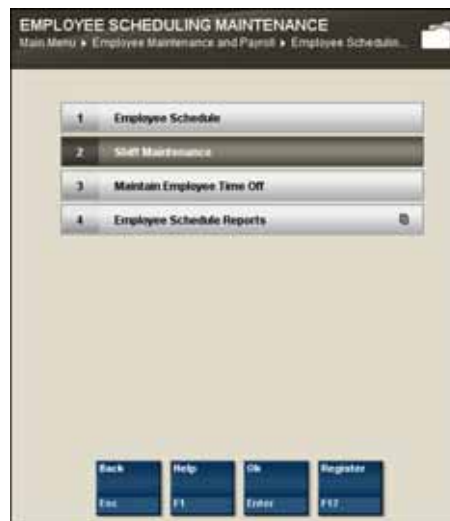 EMPLOYEE SCHEDULING MAINTENANCE
Main Menu ▸ Employee Maintenance and Payroll ▸ Employee Schedulin...
1 Employee Schedule
2 Shift Maintenance
3 Maintain Employee Time Off
4 Employee Schedule Reports
Back Help Ok Register
Esc F1 Enter F12